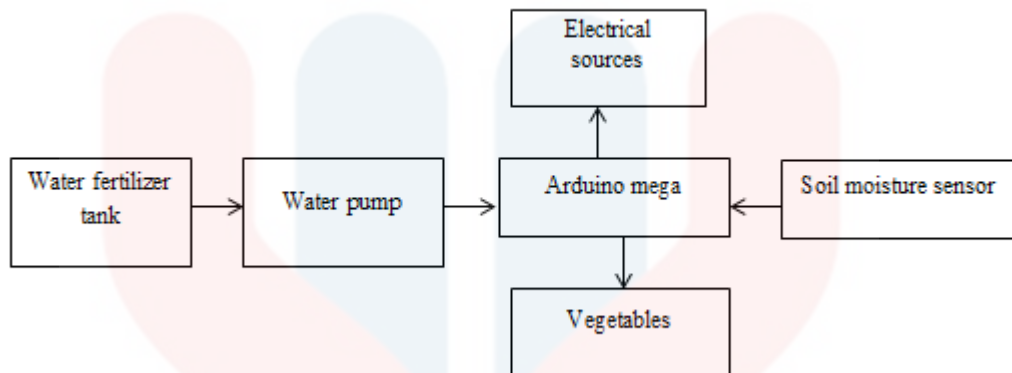 Electrical
sources
Water fertilizer
tank
Water pump
Arduino mega
Soil moisture sensor
Vegetables